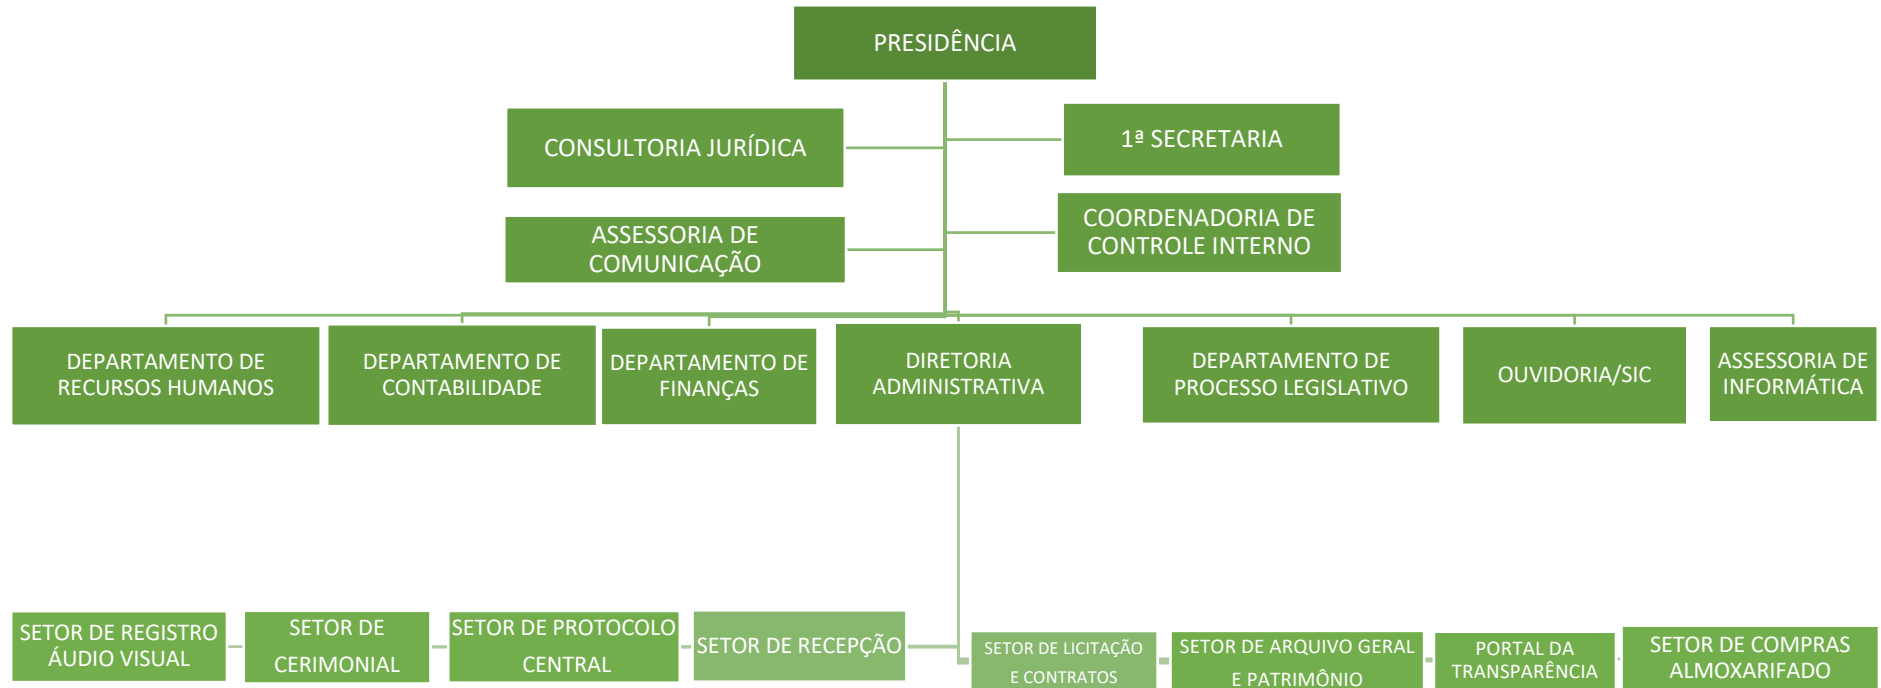 PRESIDÊNCIA
CONSULTORIA JURÍDICA
1ª SECRETARIA
ASSESSORIA DE
COMUNICAÇÃO
COORDENADORIA DE
CONTROLE INTERNO
DEPARTAMENTO DE
RECURSOS HUMANOS
DEPARTAMENTO DE
CONTABILIDADE
DEPARTAMENTO DE
FINANÇAS
DIRETORIA
ADMINISTRATIVA
DEPARTAMENTO DE
PROCESSO LEGISLATIVO
OUVIDORIA/SIC
ASSESSORIA DE
INFORMÁTICA
SETOR DE REGISTRO
ÁUDIO VISUAL
SETOR DE
CERIMONIAL
SETOR DE PROTOCOLO
CENTRAL
SETOR DE RECEPÇÃO
SETOR DE LICITAÇÃO
E CONTRATOS
SETOR DE ARQUIVO GERAL
E PATRIMÔNIO
PORTAL DA
TRANSPARÊNCIA
SETOR DE COMPRAS
ALMOXARIFADO